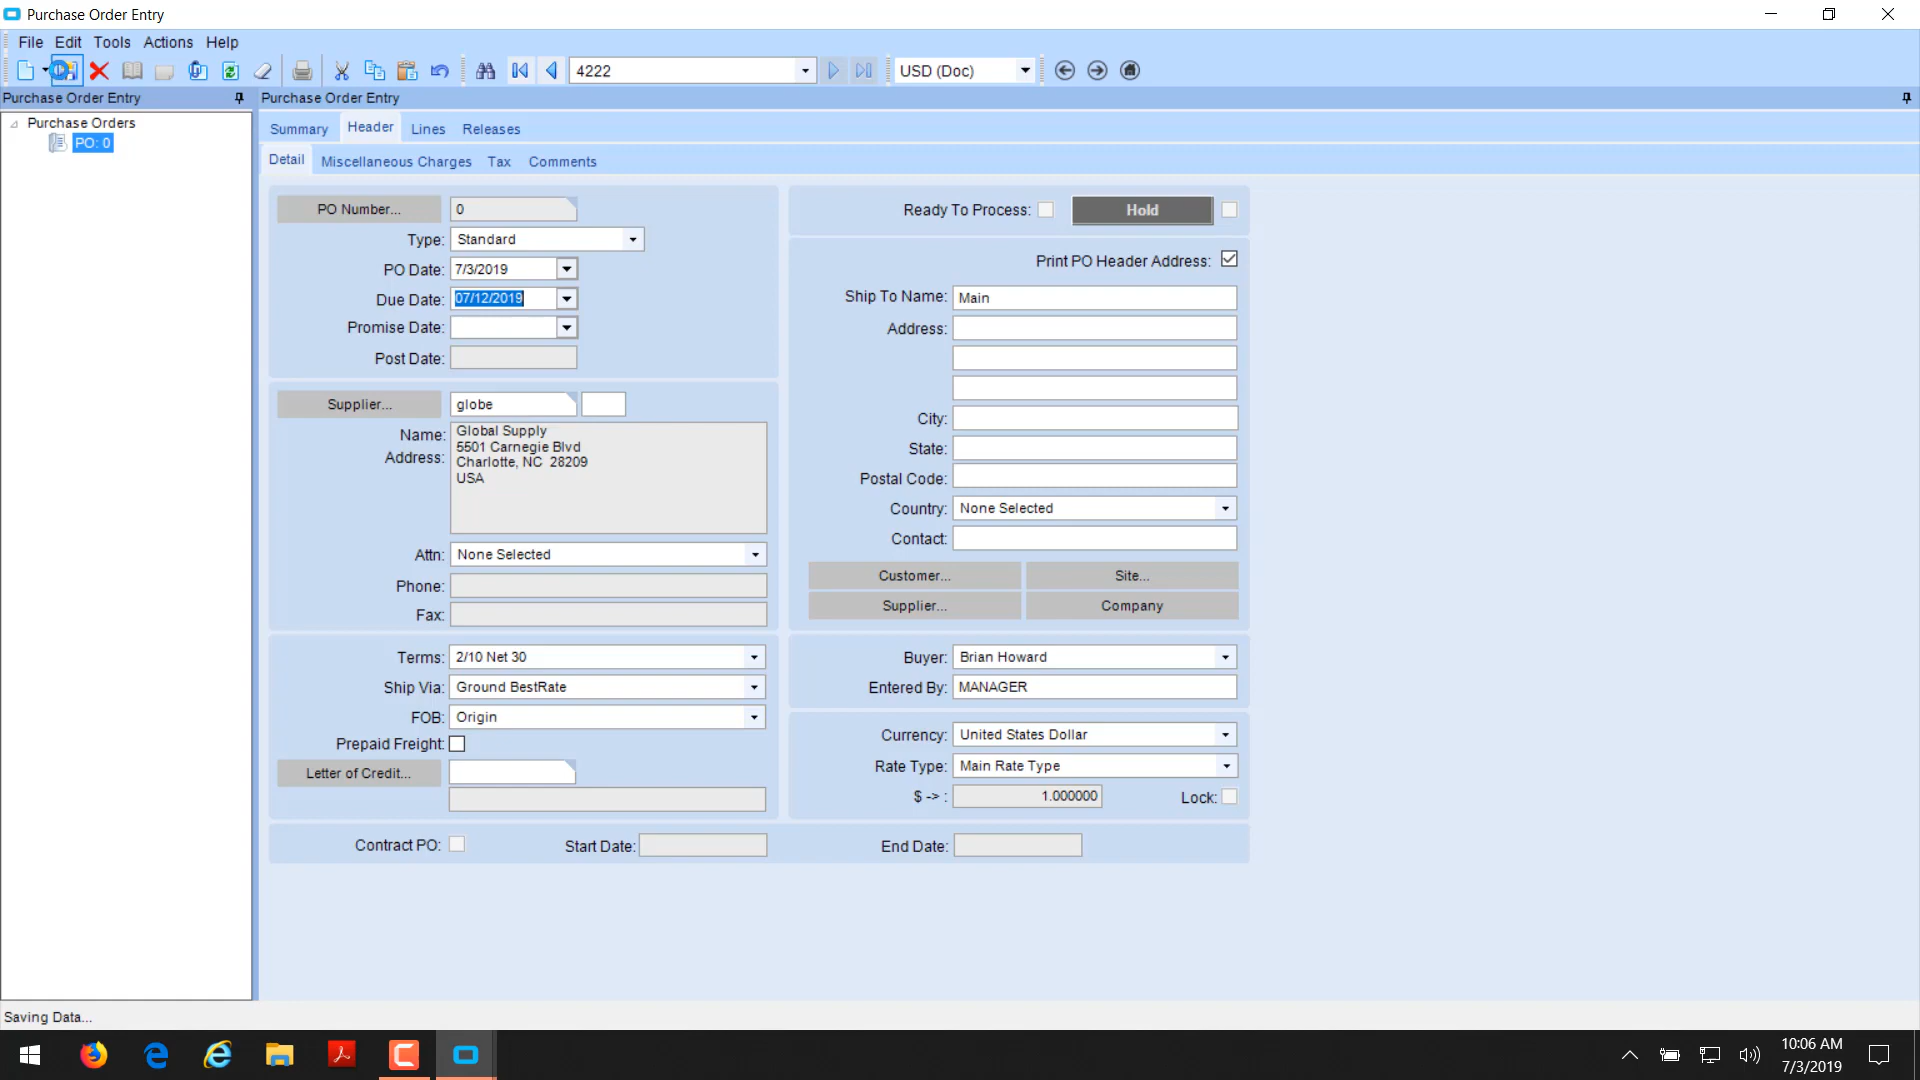 Purchase Order Entry
File Edit Tools Actions Help
4222 USD (Doc)
Purchase Order Entry
Purchase Orders
PO: 0
Purchase Order Entry
Summary Header Lines Releases
Detail Miscellaneous Charges Tax Comments
PO Number... 0
Type: Standard
PO Date: 7/3/2019
Due Date: 07/12/2019
Promise Date:
Post Date:
Supplier... globe
Name: Global Supply
Address: 5501 Carnegie Blvd
Charlotte, NC 28209
USA
Attn: None Selected
Phone:
Fax:
Terms: 2/10 Net 30
Ship Via: Ground BestRate
FOB: Origin
Prepaid Freight:
Letter of Credit...
Contract PO: Start Date: End Date:
Ready To Process: Hold
Print PO Header Address:
Ship To Name: Main
Address:
City:
State:
Postal Code:
Country: None Selected
Contact:
Customer... Site...
Supplier... Company
Buyer: Brian Howard
Entered By: MANAGER
Currency: United States Dollar
Rate Type: Main Rate Type
$ -> : 1.000000 Lock:
Saving Data...
10:06 AM
7/3/2019